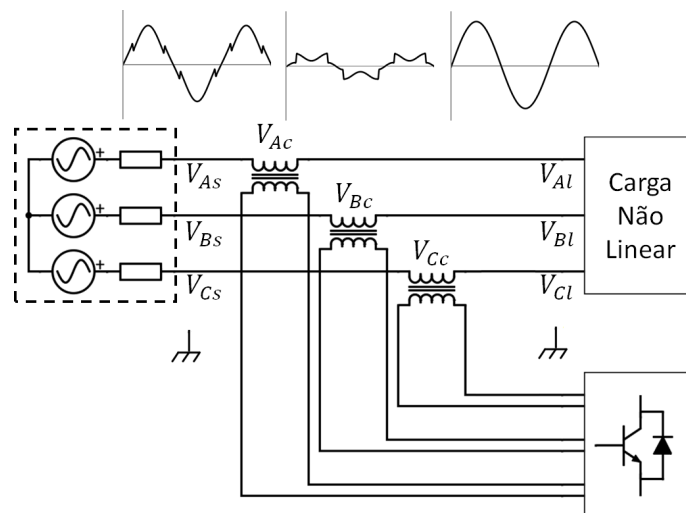 V_Ac
V_As
V_Al
V_Bc
V_Bs
V_Bl
V_Cc
V_Cs
V_Cl
Carga
Não
Linear
+
+
+